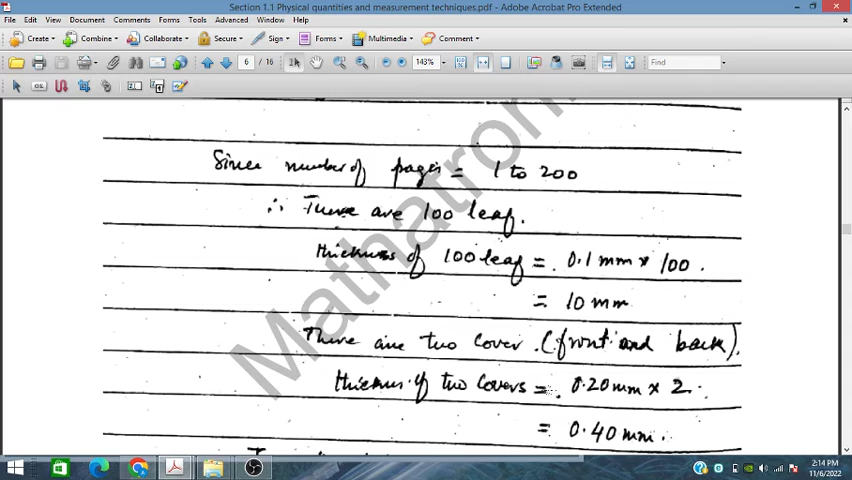 Section 1.1 Physical quantities and measurement techniques.pdf - Adobe Acrobat Pro Extended
File Edit View Document Comments Forms Tools Advanced Window Help
Create Combine Collaborate Secure Sign Forms Multimedia Comment
6 / 16 143% Find
Since number of pages = 1 to 200
∴ There are 100 leaf.
thickness of 100 leaf = 0.1 mm × 100.
= 10 mm
There are two cover (front and back).
thickness of two covers = 0.20 mm × 2
= 0.40 mm.
Mathatron
2:14 PM
11/6/2022